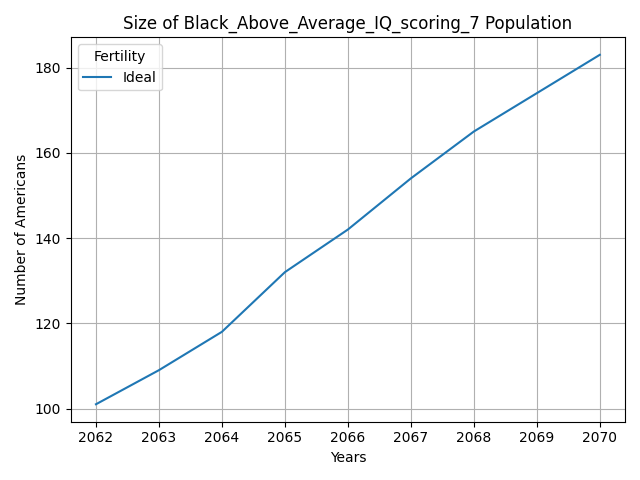 Size of Black_Above_Average_IQ_scoring_7 Population
Fertility
Ideal
Number of Americans
180
160
140
120
100
2062 2063 2064 2065 2066 2067 2068 2069 2070
Years